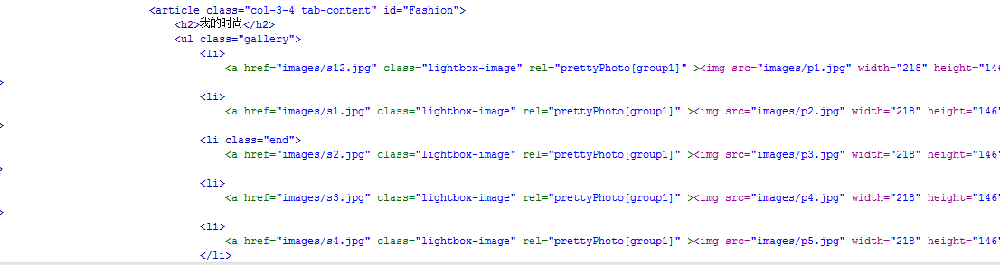 <article class="col-3-4 tab-content" id="Fashion">
<h2>我的时尚</h2>
<ul class="gallery">
<li>
<a href="images/s12.jpg" class="lightbox-image" rel="prettyPhoto[group1]" ><img src="images/p1.jpg" width="218" height="146
>
<li>
<a href="images/s1.jpg" class="lightbox-image" rel="prettyPhoto[group1]" ><img src="images/p2.jpg" width="218" height="146"
>
<li class="end">
<a href="images/s2.jpg" class="lightbox-image" rel="prettyPhoto[group1]" ><img src="images/p3.jpg" width="218" height="146"
>
<li>
<a href="images/s3.jpg" class="lightbox-image" rel="prettyPhoto[group1]" ><img src="images/p4.jpg" width="218" height="146"
>
<li>
<a href="images/s4.jpg" class="lightbox-image" rel="prettyPhoto[group1]" ><img src="images/p5.jpg" width="218" height="146"
</li>